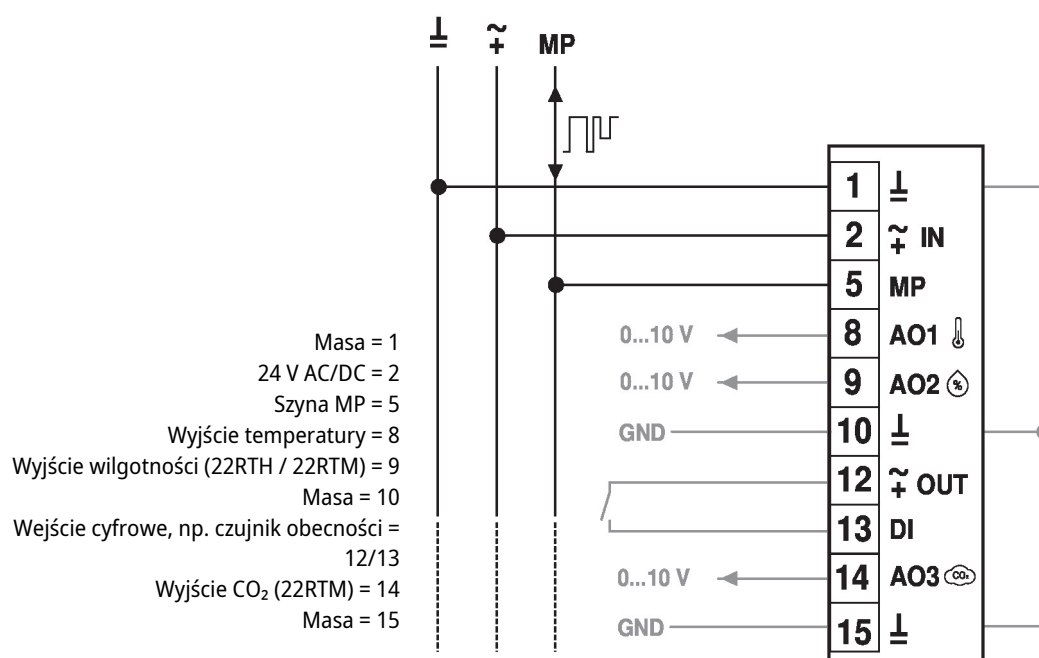 MP
1
2 IN
5 MP
0...10 V 8 AO1
0...10 V 9 AO2 %
GND 10
12 OUT
13 DI
0...10 V 14 AO3 CO₂
GND 15
Masa = 1
24 V AC/DC = 2
Szyna MP = 5
Wyjście temperatury = 8
Wyjście wilgotności (22RTH / 22RTM) = 9
Masa = 10
Wejście cyfrowe, np. czujnik obecności =
12/13
Wyjście CO₂ (22RTM) = 14
Masa = 15